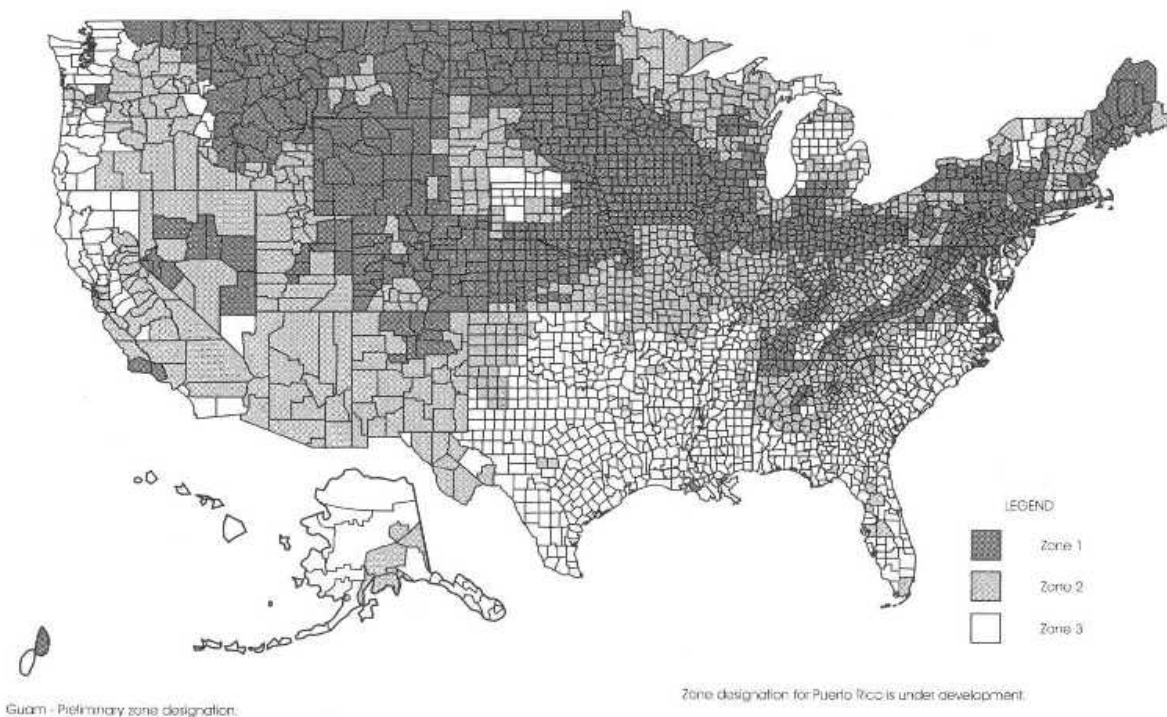 LEGEND
Zone 1
Zone 2
Zone 3
Guam - Preliminary zone designation.
Zone designation for Puerto Rico is under development.